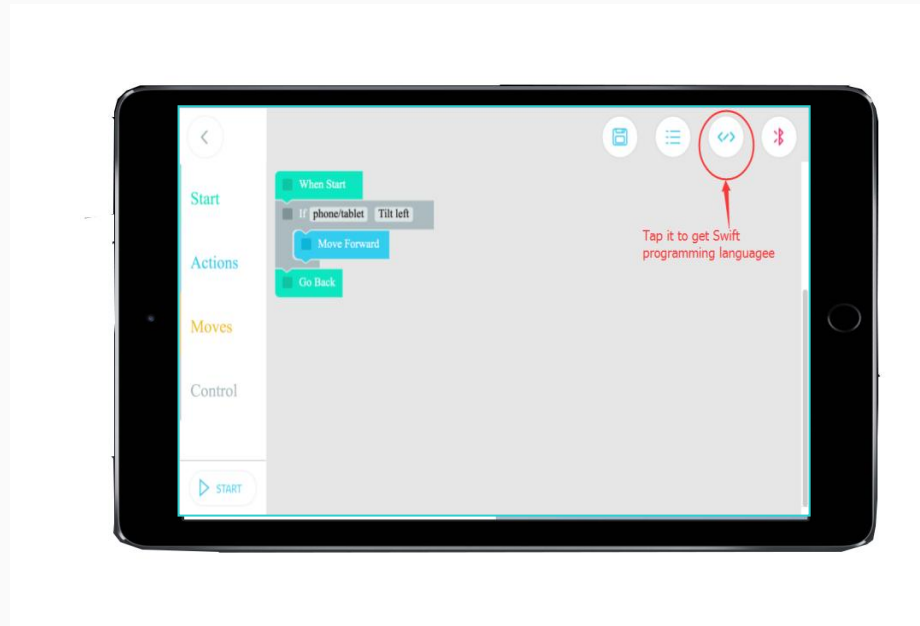 Start
Actions
Moves
Control
START
When Start
If phone/tablet Tilt left
Move Forward
Go Back
Tap it to get Swift
programming languagee